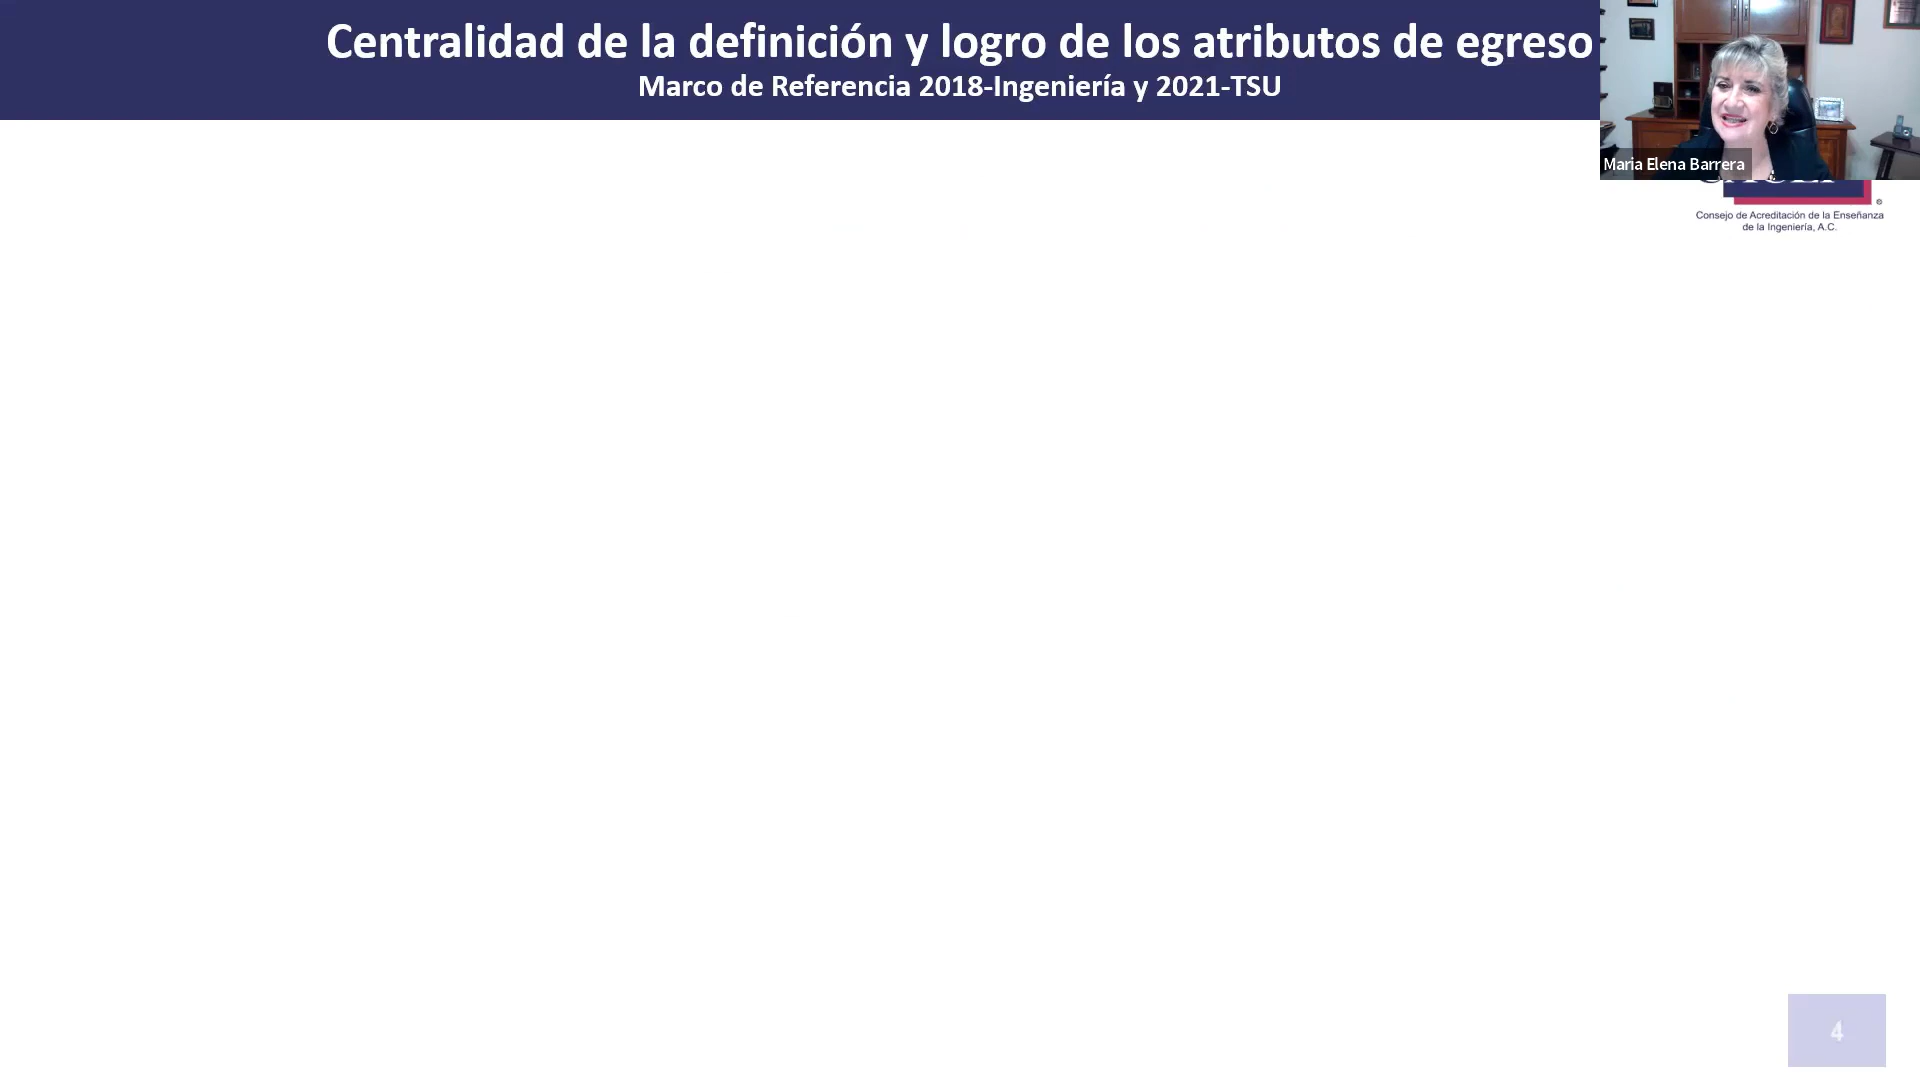 Centralidad de la definición y logro de los atributos de egreso
Marco de Referencia 2018-Ingeniería y 2021-TSU
Maria Elena Barrera
Consejo de Acreditación de la Enseñanza
de la Ingeniería, A.C.
4